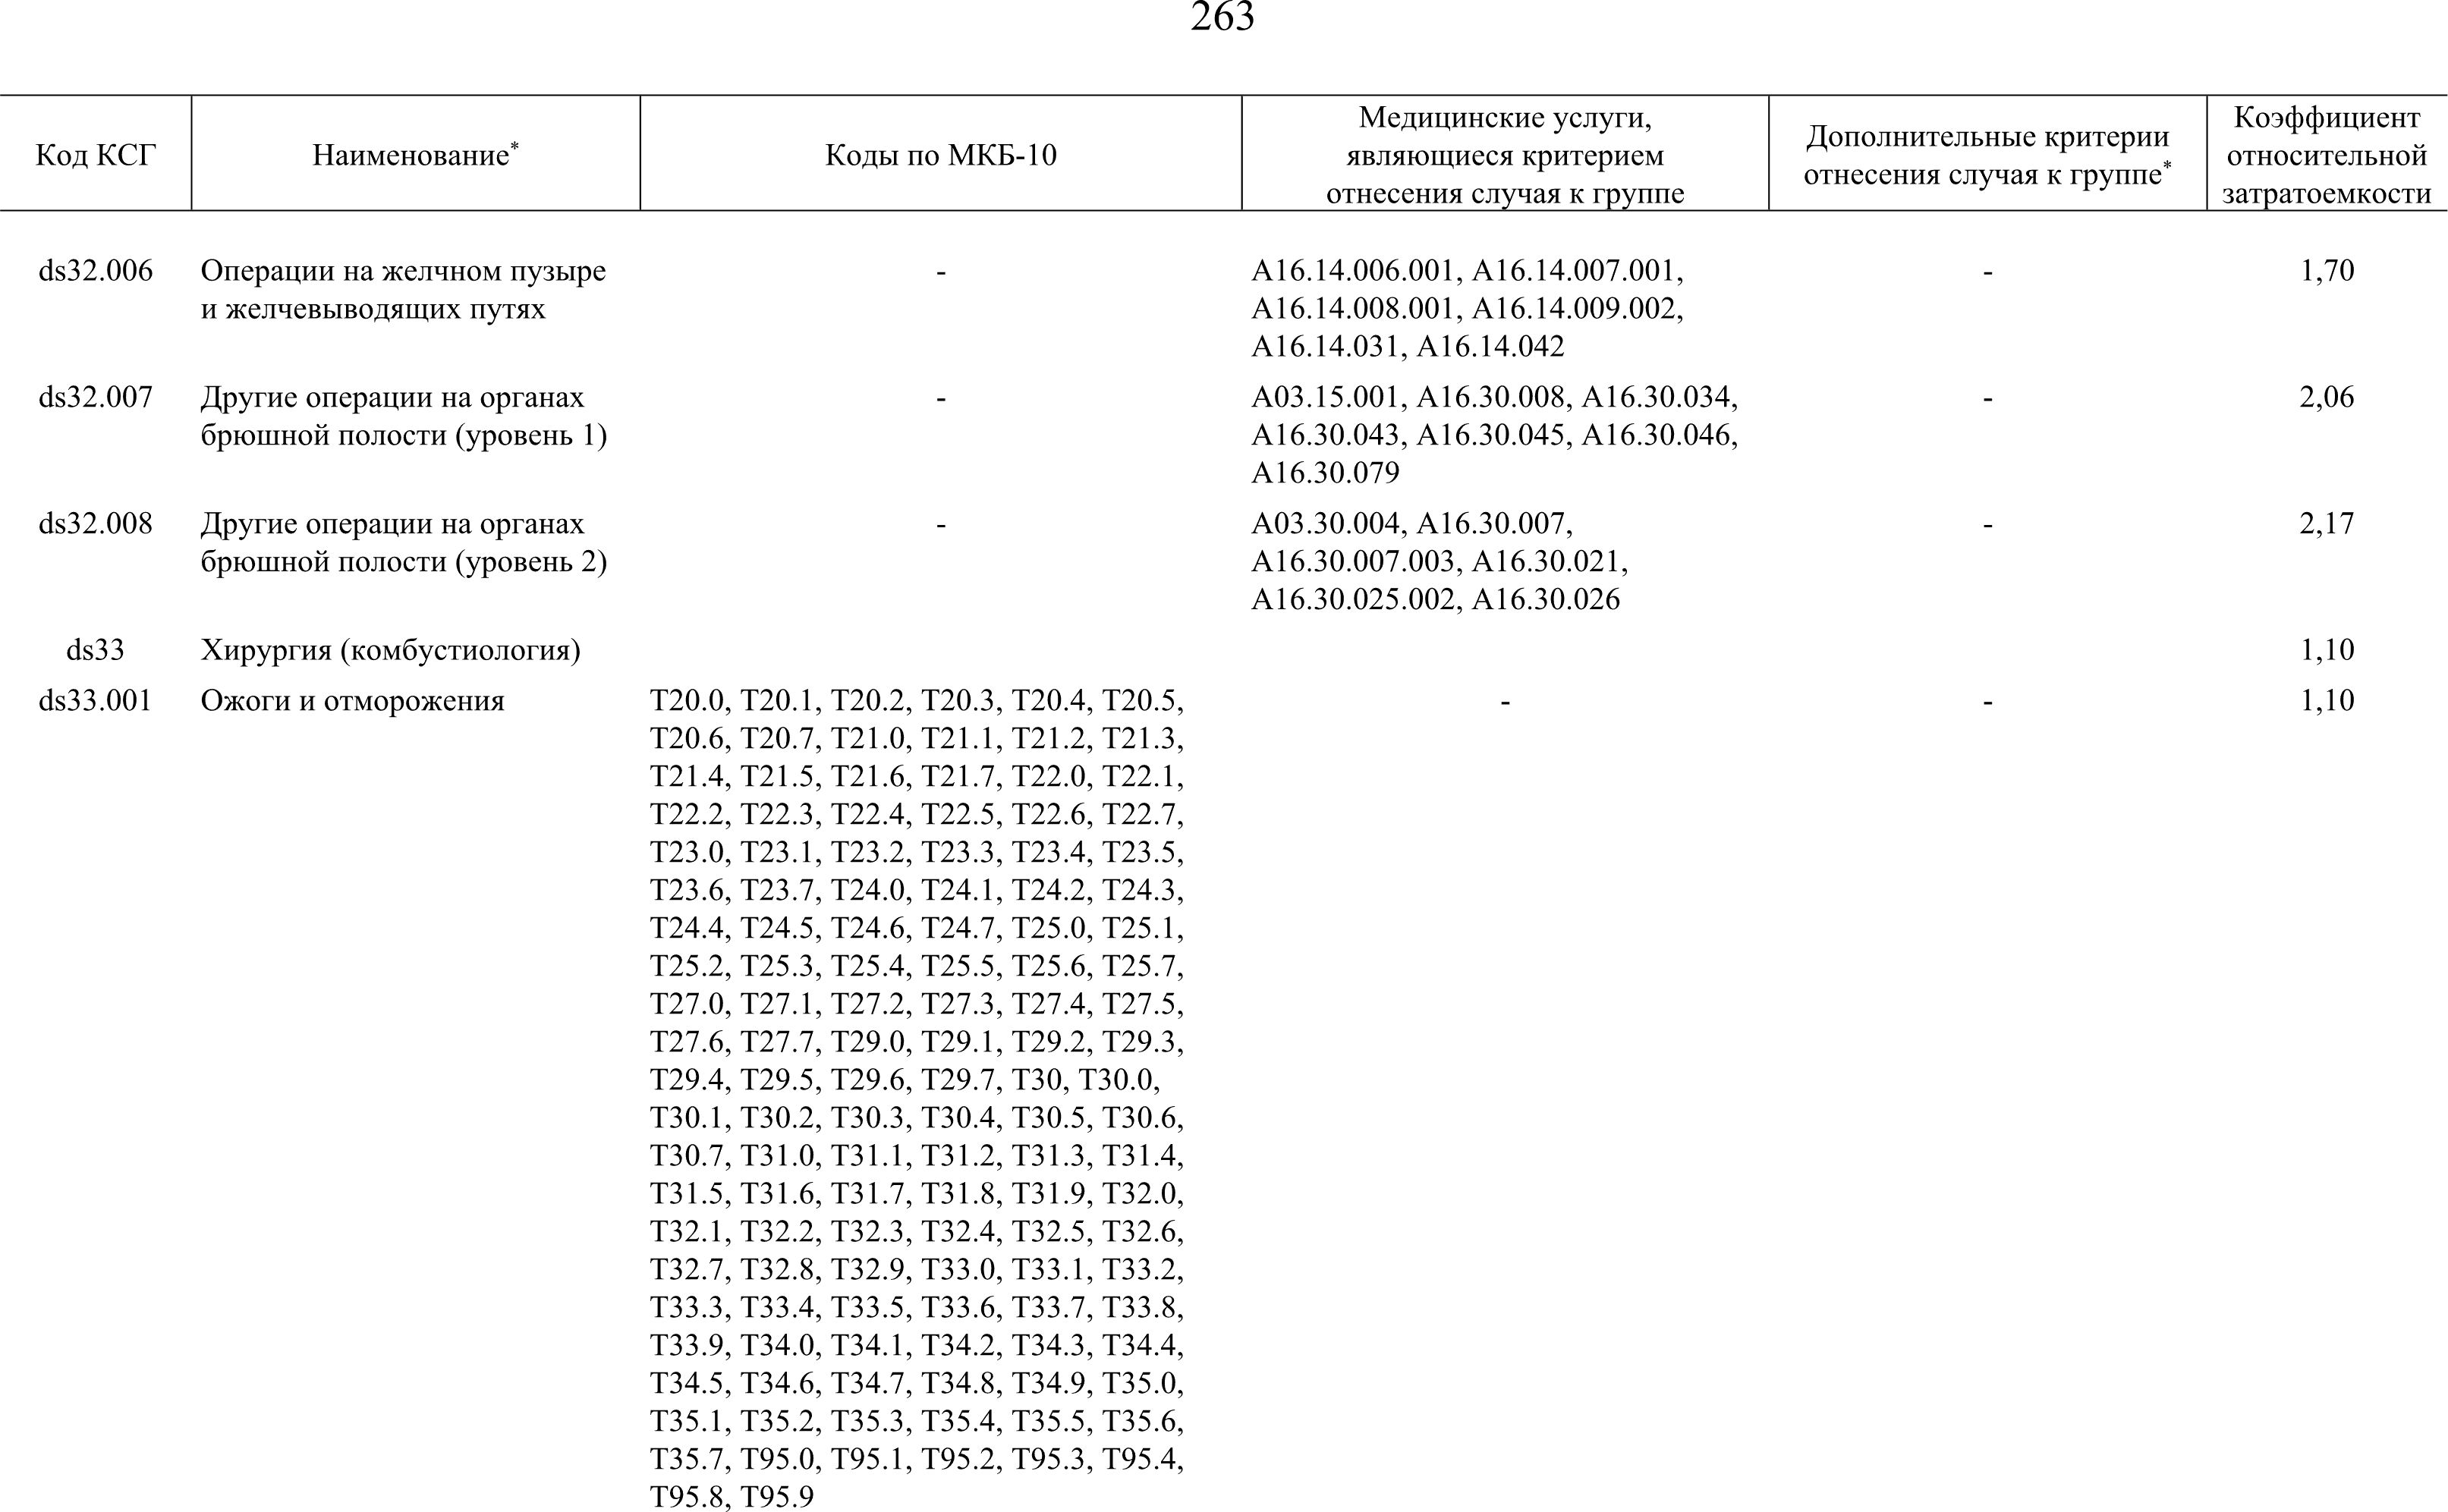 263
Код КСГ
Наименование*
Коды по МКБ-10
Медицинские услуги,
являющиеся критерием
отнесения случая к группе
Дополнительные критерии
отнесения случая к группе*
Коэффициент
относительной
затратоемкости
ds32.006 Операции на желчном пузыре - A16.14.006.001, A16.14.007.001, - 1,70
и желчевыводящих путях A16.14.008.001, A16.14.009.002,
A16.14.031, A16.14.042
ds32.007 Другие операции на органах - A03.15.001, A16.30.008, A16.30.034, - 2,06
брюшной полости (уровень 1) A16.30.043, A16.30.045, A16.30.046,
A16.30.079
ds32.008 Другие операции на органах - A03.30.004, A16.30.007, - 2,17
брюшной полости (уровень 2) A16.30.007.003, A16.30.021,
A16.30.025.002, A16.30.026
ds33 Хирургия (комбустиология) 1,10
ds33.001 Ожоги и отморожения T20.0, T20.1, T20.2, T20.3, T20.4, T20.5, - - 1,10
T20.6, T20.7, T21.0, T21.1, T21.2, T21.3,
T21.4, T21.5, T21.6, T21.7, T22.0, T22.1,
T22.2, T22.3, T22.4, T22.5, T22.6, T22.7,
T23.0, T23.1, T23.2, T23.3, T23.4, T23.5,
T23.6, T23.7, T24.0, T24.1, T24.2, T24.3,
T24.4, T24.5, T24.6, T24.7, T25.0, T25.1,
T25.2, T25.3, T25.4, T25.5, T25.6, T25.7,
T27.0, T27.1, T27.2, T27.3, T27.4, T27.5,
T27.6, T27.7, T29.0, T29.1, T29.2, T29.3,
T29.4, T29.5, T29.6, T29.7, T30, T30.0,
T30.1, T30.2, T30.3, T30.4, T30.5, T30.6,
T30.7, T31.0, T31.1, T31.2, T31.3, T31.4,
T31.5, T31.6, T31.7, T31.8, T31.9, T32.0,
T32.1, T32.2, T32.3, T32.4, T32.5, T32.6,
T32.7, T32.8, T32.9, T33.0, T33.1, T33.2,
T33.3, T33.4, T33.5, T33.6, T33.7, T33.8,
T33.9, T34.0, T34.1, T34.2, T34.3, T34.4,
T34.5, T34.6, T34.7, T34.8, T34.9, T35.0,
T35.1, T35.2, T35.3, T35.4, T35.5, T35.6,
T35.7, T95.0, T95.1, T95.2, T95.3, T95.4,
T95.8, T95.9